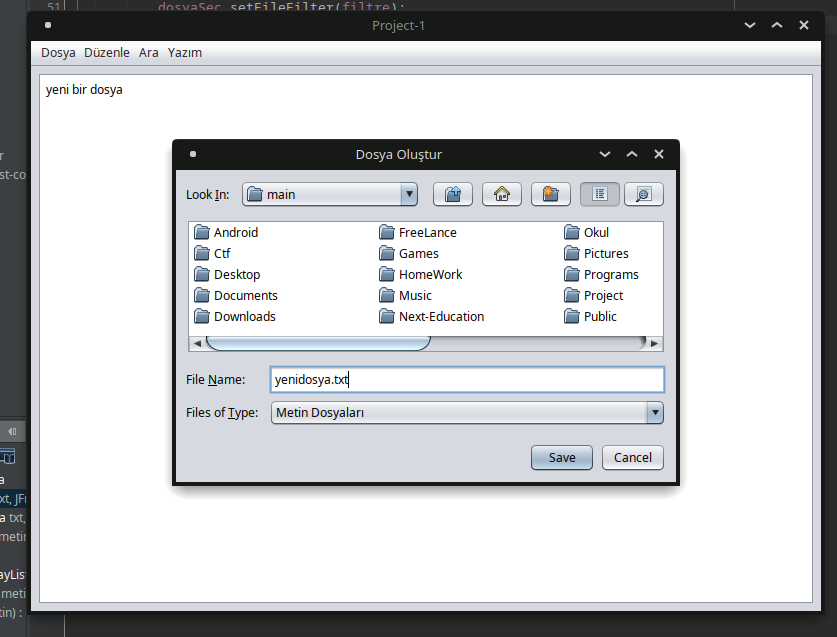 51 dosyaSec.setFileFilter(filtre);
Project-1
Dosya Düzenle Ara Yazım
yeni bir dosya
Dosya Oluştur
Look In: main
Android FreeLance Okul
Ctf Games Pictures
Desktop HomeWork Programs
Documents Music Project
Downloads Next-Education Public
File Name: yenidosya.txt
Files of Type: Metin Dosyaları
Save Cancel
r
st-co
a
xt, JFr
a txt,
metin
ayLis
meti
tin) :